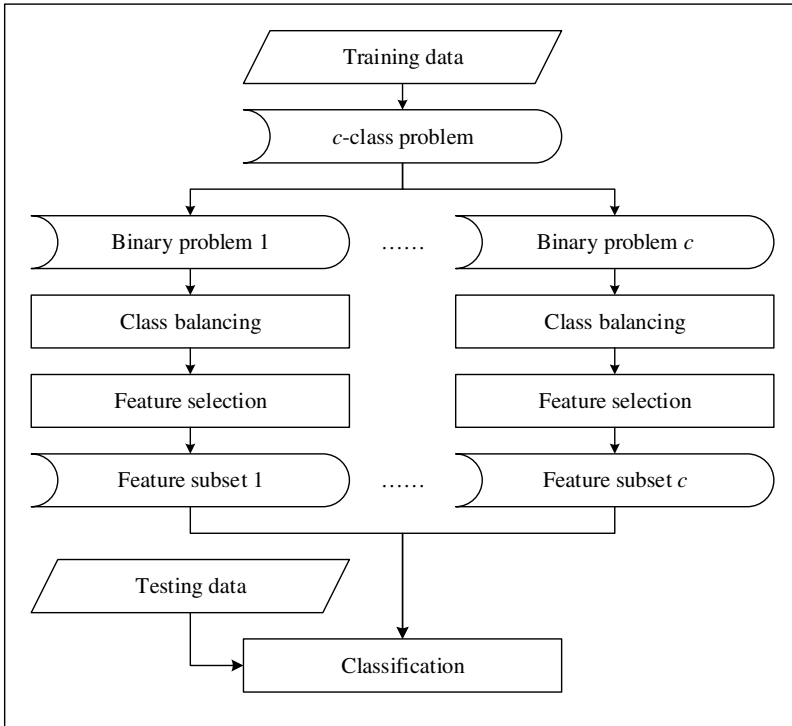 Training data
c-class problem
Binary problem 1
……
Binary problem c
Class balancing
Class balancing
Feature selection
Feature selection
Feature subset 1
……
Feature subset c
Testing data
Classification